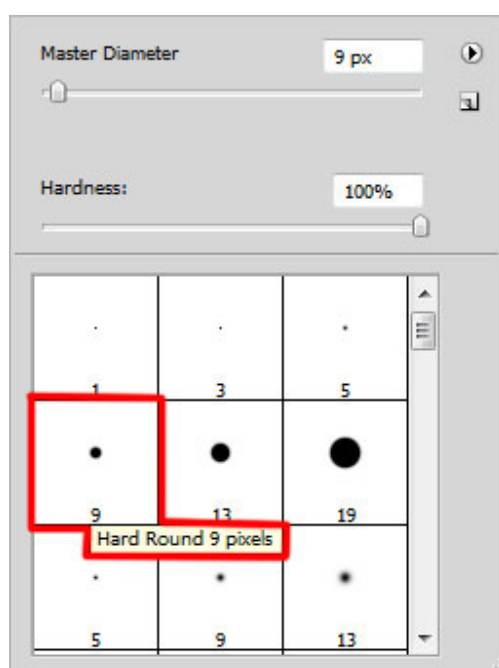 Master Diameter 9 px
Hardness: 100%
1 3 5
9 13 19
Hard Round 9 pixels
5 9 13